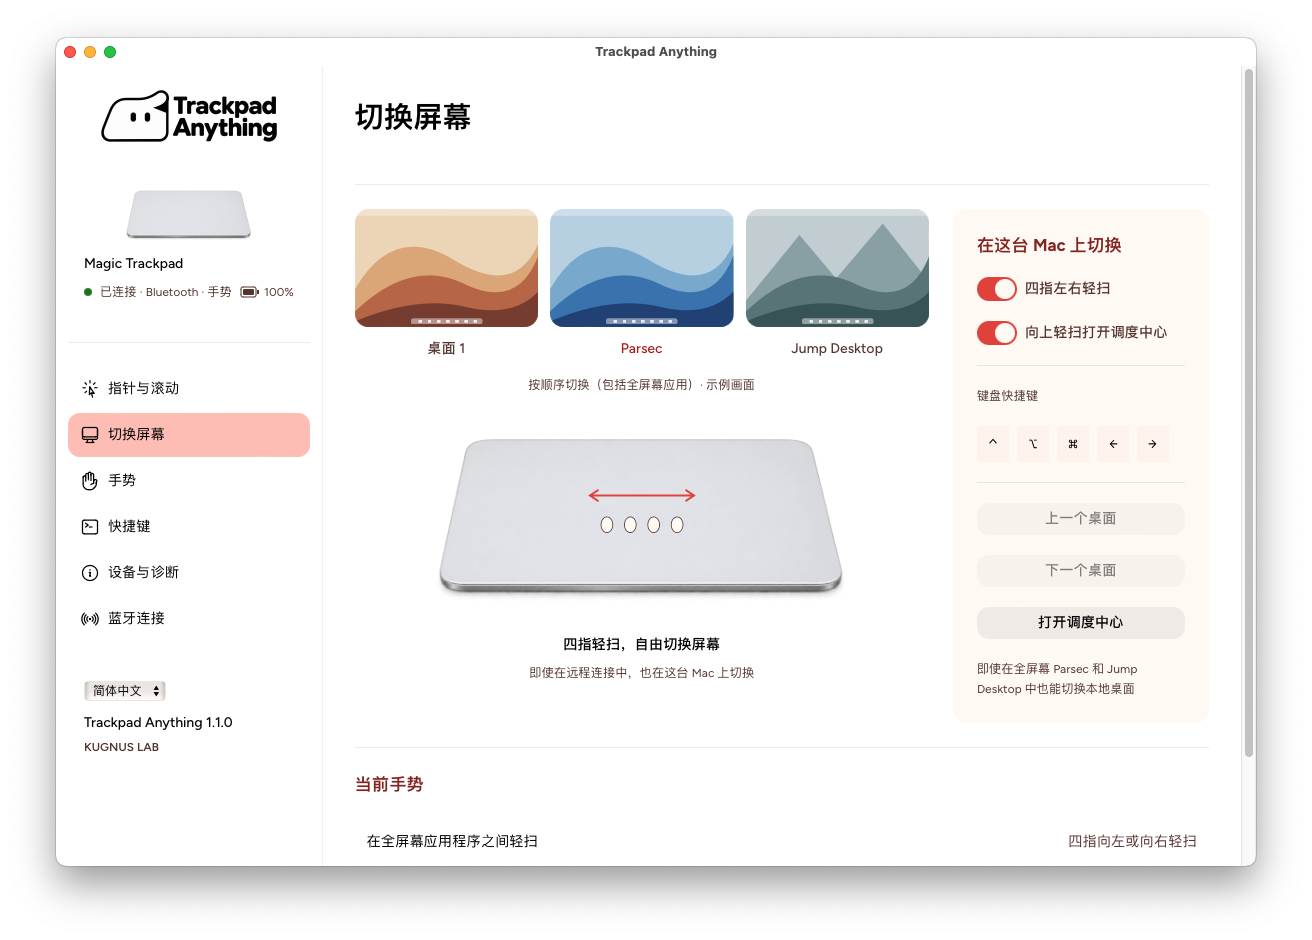 Trackpad Anything
Trackpad
Anything
Magic Trackpad
已连接 · Bluetooth · 手势 100%
指针与滚动
切换屏幕
手势
快捷键
设备与诊断
蓝牙连接
简体中文
Trackpad Anything 1.1.0
KUGNUS LAB
切换屏幕
桌面 1
Parsec
Jump Desktop
按顺序切换（包括全屏幕应用）· 示例画面
四指轻扫，自由切换屏幕
即使在远程连接中，也在这台 Mac 上切换
在这台 Mac 上切换
四指左右轻扫
向上轻扫打开调度中心
键盘快捷键
^ ⌥ ⌘ ← →
上一个桌面
下一个桌面
打开调度中心
即使在全屏幕 Parsec 和 Jump
Desktop 中也能切换本地桌面
当前手势
在全屏幕应用程序之间轻扫
四指向左或向右轻扫